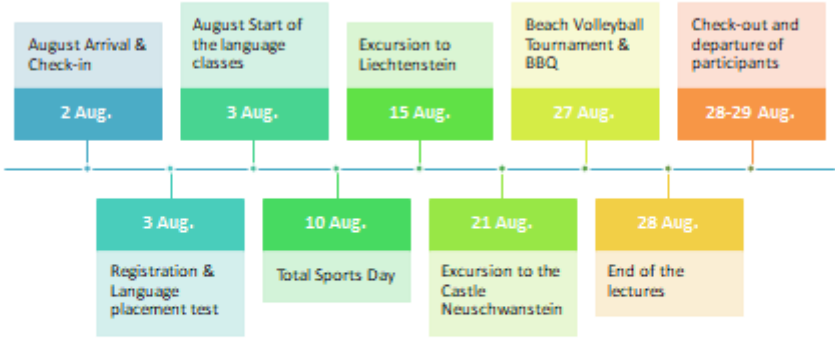 August Arrival &
Check-in
2 Aug.
August Start of
the language
classes
3 Aug.
Excursion to
Liechtenstein
15 Aug.
Beach Volleyball
Tournament &
BBQ
27 Aug.
Check-out and
departure of
participants
28-29 Aug.
3 Aug.
Registration &
Language
placement test
10 Aug.
Total Sports Day
21 Aug.
Excursion to the
Castle
Neuschwanstein
28 Aug.
End of the
lectures